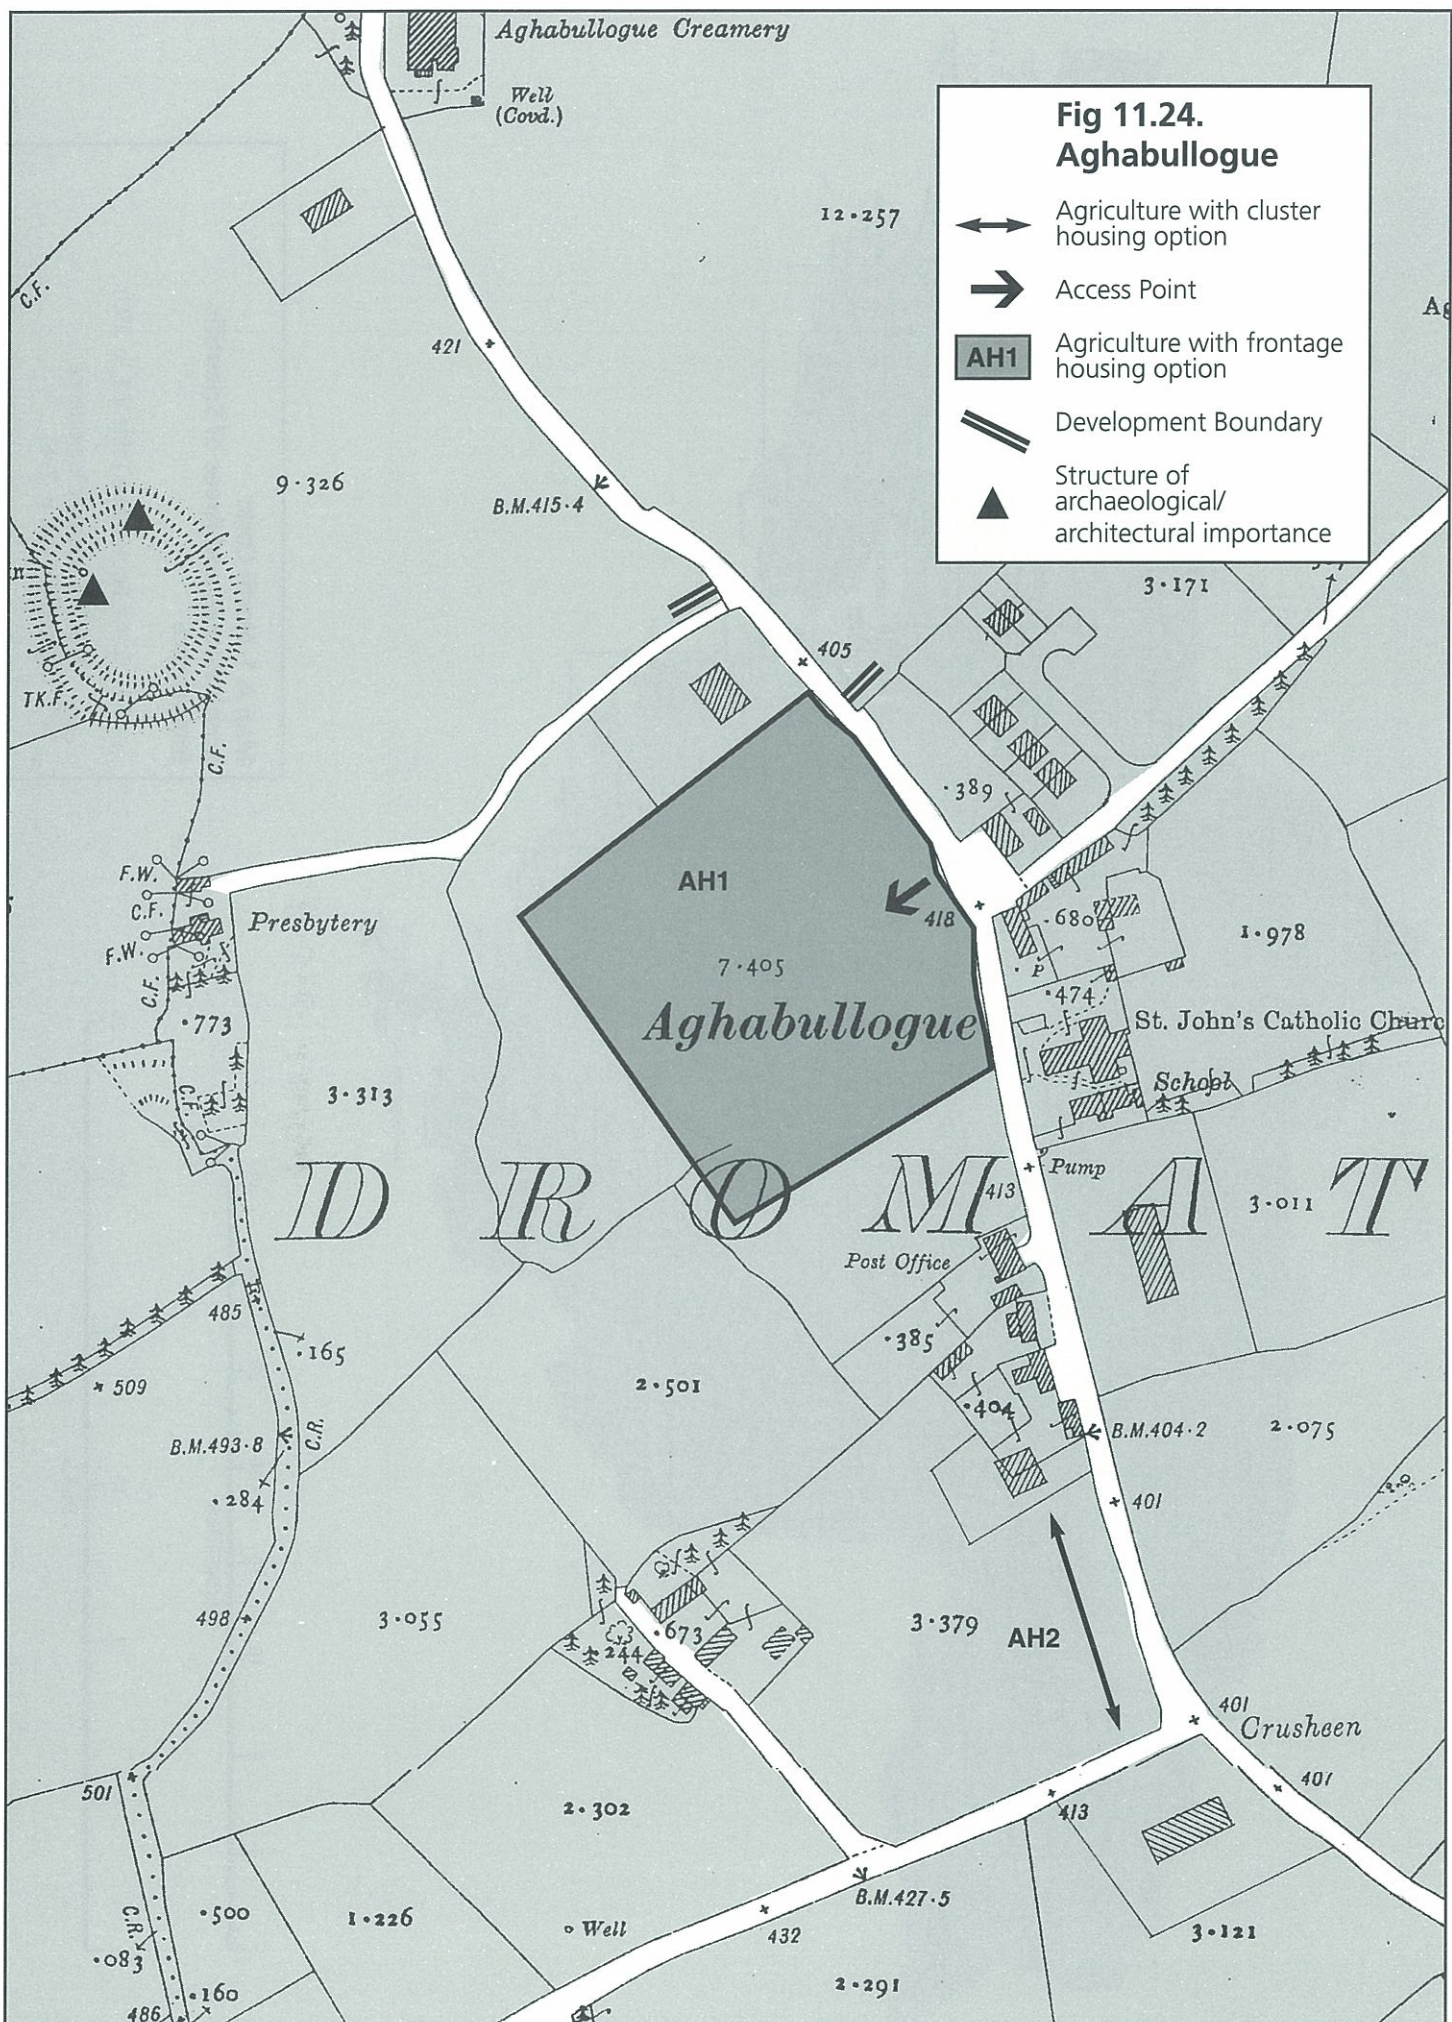 Aghabullogue Creamery
Well
(Covd.)
Fig 11.24.
Aghabullogue
Agriculture with cluster
housing option
Access Point
AH1
Agriculture with frontage
housing option
Development Boundary
Structure of
archaeological/
architectural importance
12·257
C.F.
Ag
421
9·326
B.M.415·4
3·171
405
TK.F.
C.F.
·389
F.W.
C.F.
F.W.
C.F.
Presbytery
AH1
418
·680
1·978
7·405
P
·474
·773
Aghabullogue
St. John's Catholic Churc
School
3·313
C.F.
D R O M A T
413
Pump
3·011
Post Office
485
·165
·385
509
2·501
·404
B.M.493·8
C.R.
B.M.404·2
2·075
·284
401
498
3·055
·673
244
3·379
AH2
401
Crusheen
501
401
413
2·302
B.M.427·5
C.R.
·500
1·226
Well
432
3·121
·083
·160
2·291
486